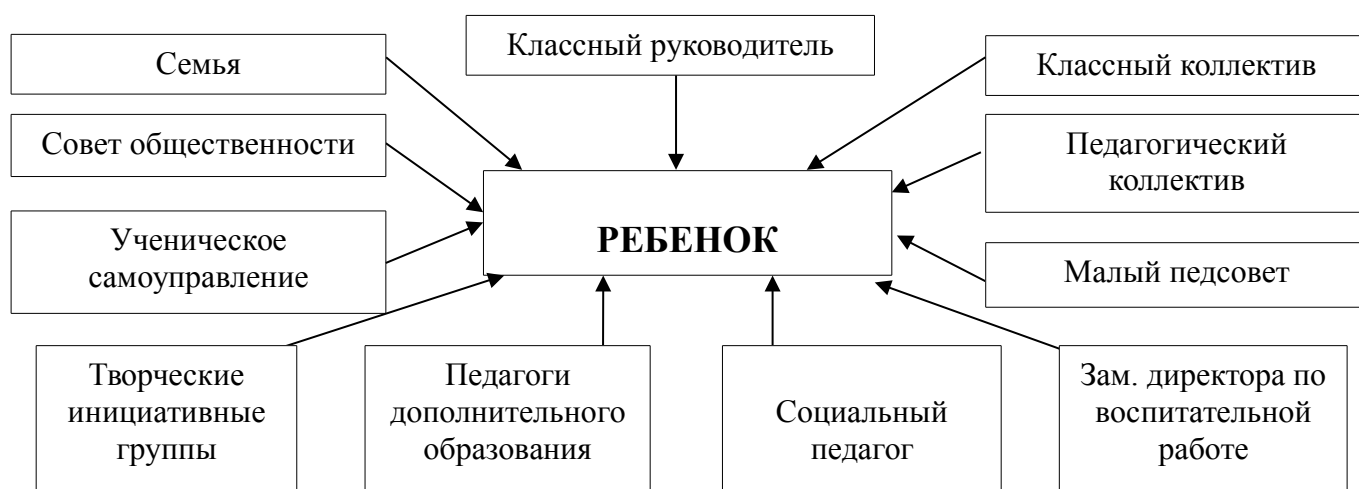 Семья
Классный руководитель
Классный коллектив
Совет общественности
Педагогический
коллектив
Ученическое
самоуправление
РЕБЕНОК
Малый педсовет
Творческие
инициативные
группы
Педагоги
дополнительного
образования
Социальный
педагог
Зам. директора по
воспитательной
работе